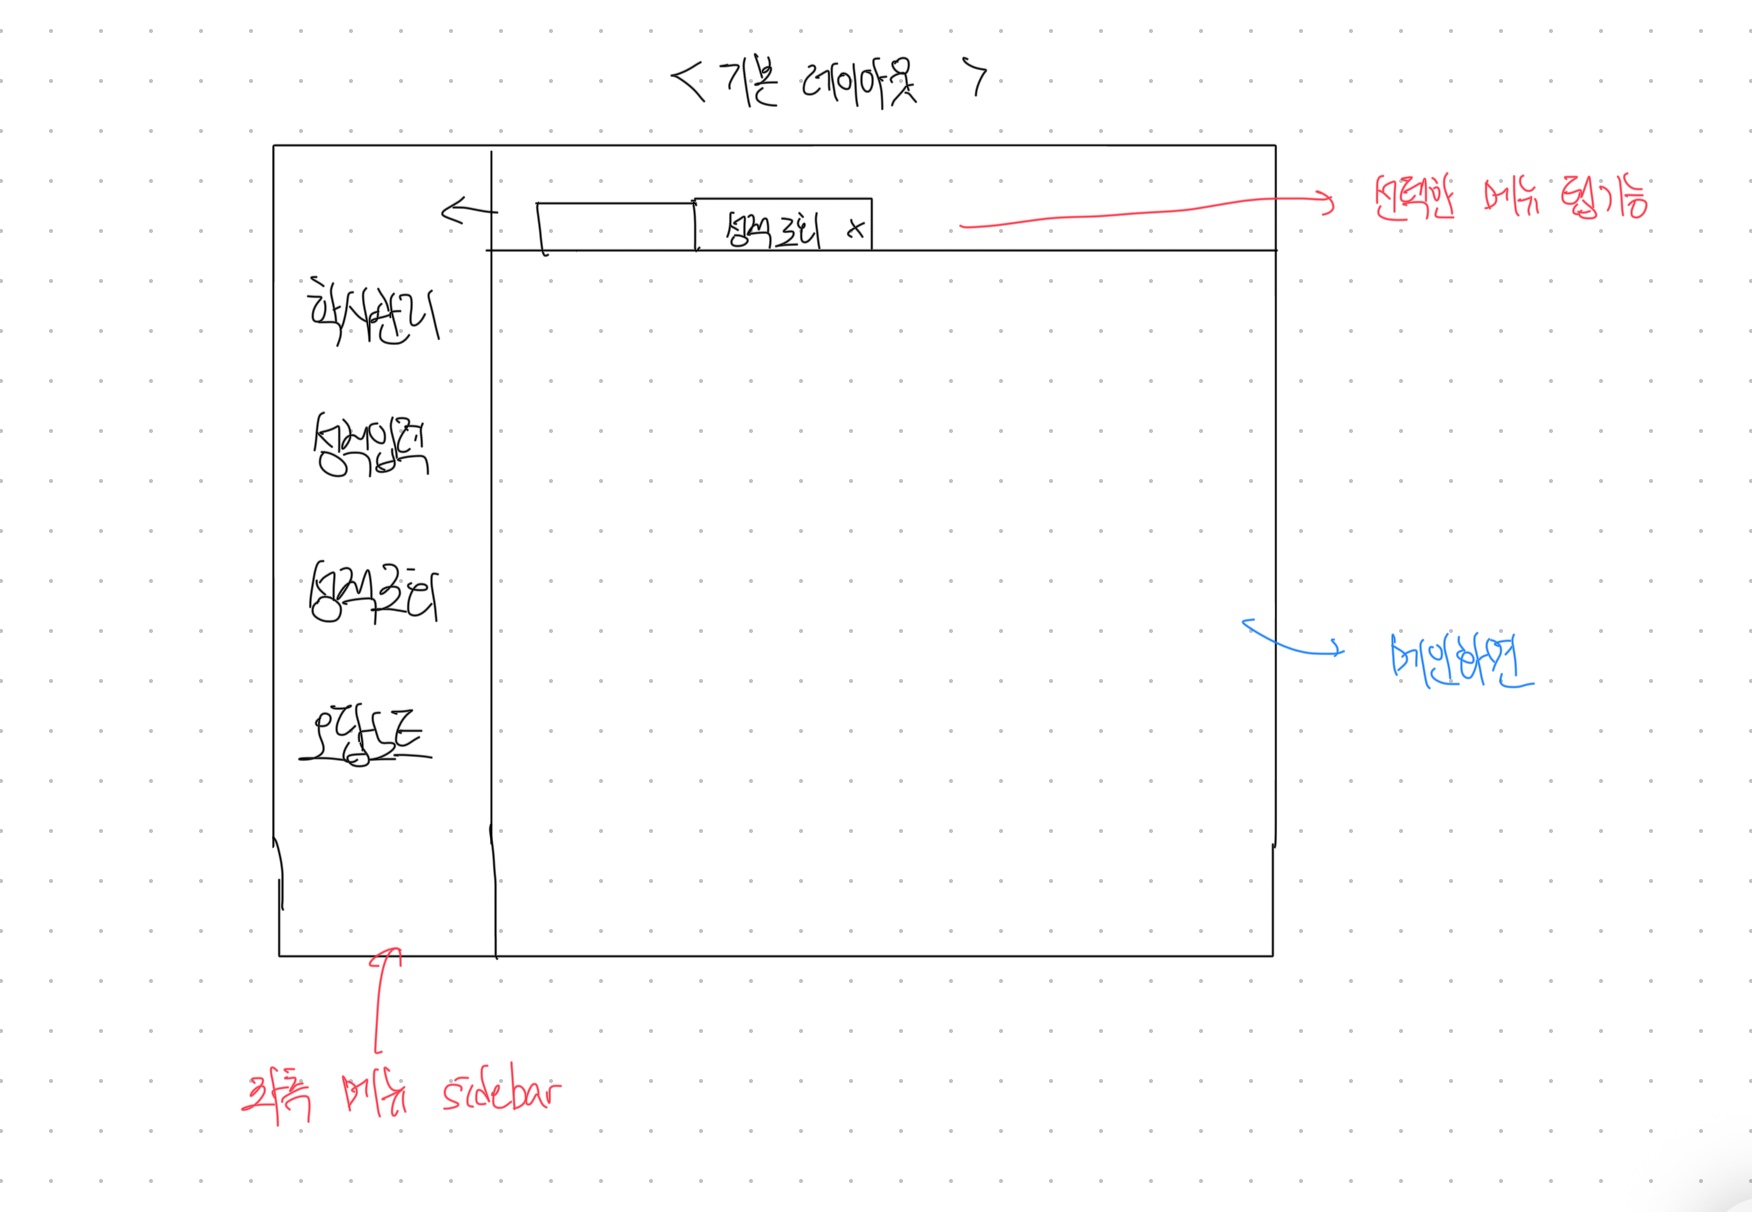 < 기본 레이아웃 >
선택한 메뉴 탭기능
성적조회 x
학사관리
성적입력
성적조회
메인화면
오답노트
좌측 메뉴 sidebar